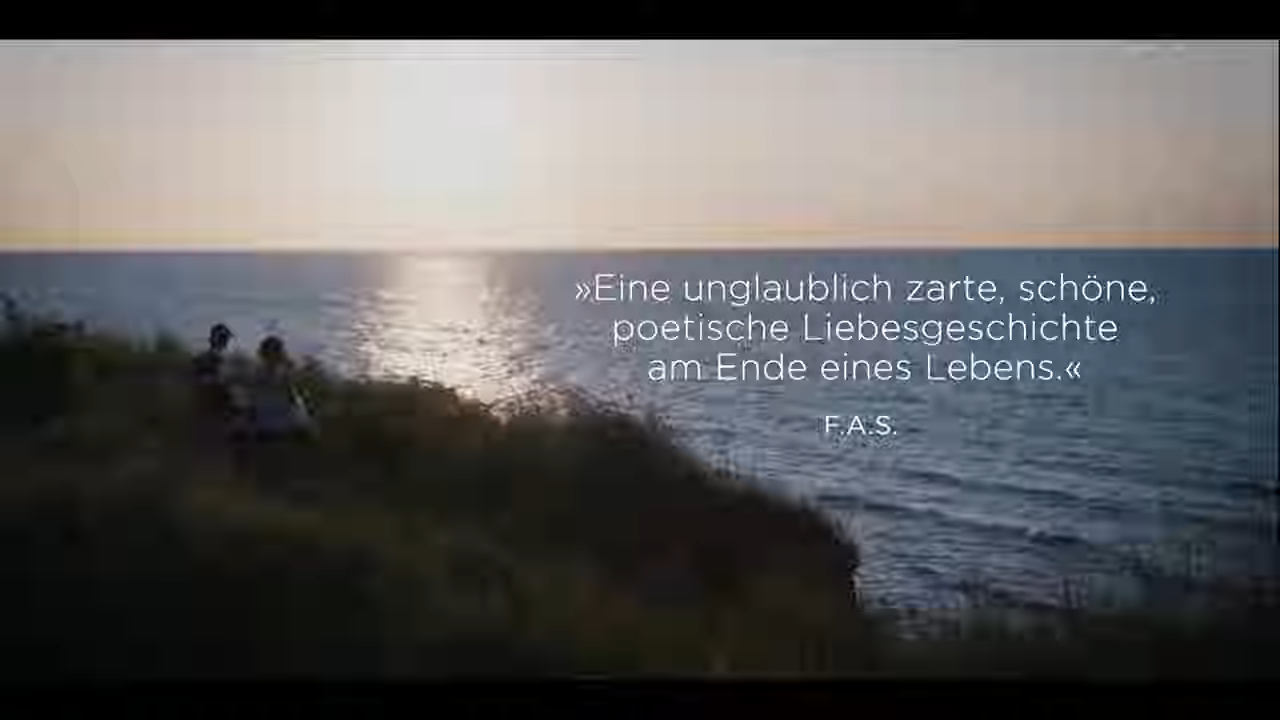 »Eine unglaublich zarte, schöne,
poetische Liebesgeschichte
am Ende eines Lebens.«
F.A.S.